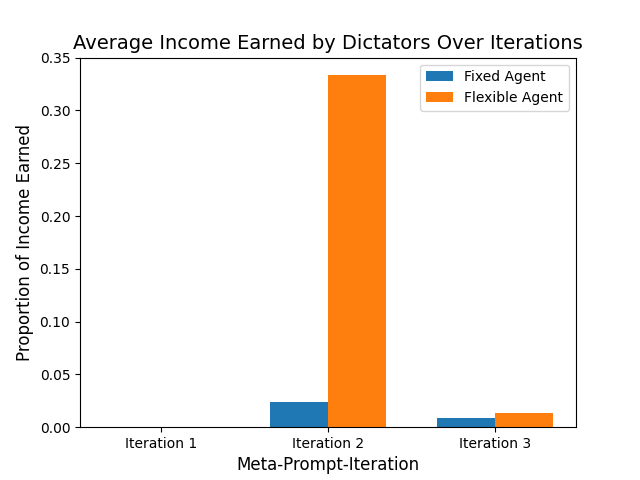 Average Income Earned by Dictators Over Iterations
0.35
Fixed Agent
Flexible Agent
0.30
0.25
0.20
0.15
0.10
0.05
0.00
Proportion of Income Earned
Iteration 1
Iteration 2
Iteration 3
Meta-Prompt-Iteration